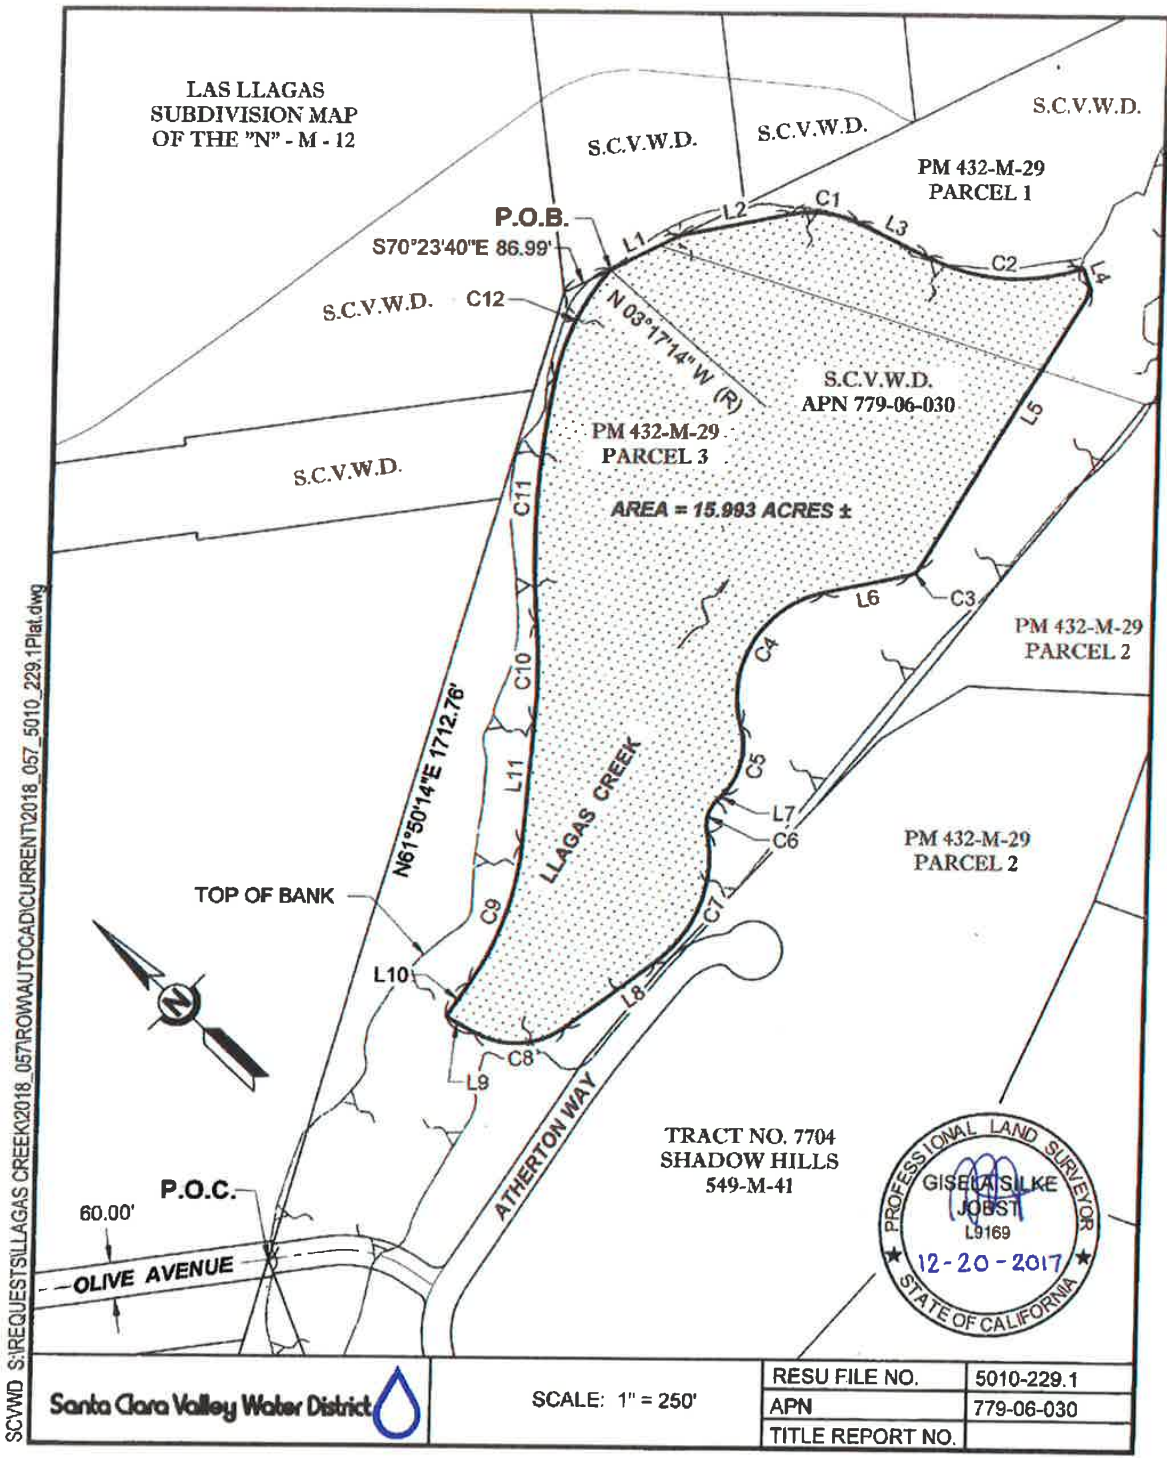 LAS LLAGAS
SUBDIVISION MAP
OF THE "N" - M - 12
S.C.V.W.D.
S.C.V.W.D.
S.C.V.W.D.
PM 432-M-29
PARCEL 1
P.O.B.
S70°23'40"E 86.99'
L1
L2
C1
L3
C2
L4
S.C.V.W.D.
C12
N 03°17'14" W (R)
S.C.V.W.D.
APN 779-06-030
L5
PM 432-M-29
PARCEL 3
S.C.V.W.D.
C11
AREA = 15.993 ACRES ±
L6
C3
PM 432-M-29
PARCEL 2
C4
C10
N61°50'14"E 1712.76'
L11
LLAGAS CREEK
C5
L7
C6
PM 432-M-29
PARCEL 2
TOP OF BANK
C9
C7
L10
L8
N
C8
L9
ATHERTON WAY
TRACT NO. 7704
SHADOW HILLS
549-M-41
P.O.C.
60.00'
OLIVE AVENUE
PROFESSIONAL LAND SURVEYOR
GISELA SILKE
JOBST
L9169
12-20-2017
STATE OF CALIFORNIA
SCVWD S:\REQUESTS\LLAGAS CREEK\2018_057\ROW\AUTOCAD\CURRENT\2018_057_5010_229.1Plat.dwg
Santa Clara Valley Water District
SCALE: 1" = 250'
RESU FILE NO. 5010-229.1
APN 779-06-030
TITLE REPORT NO.